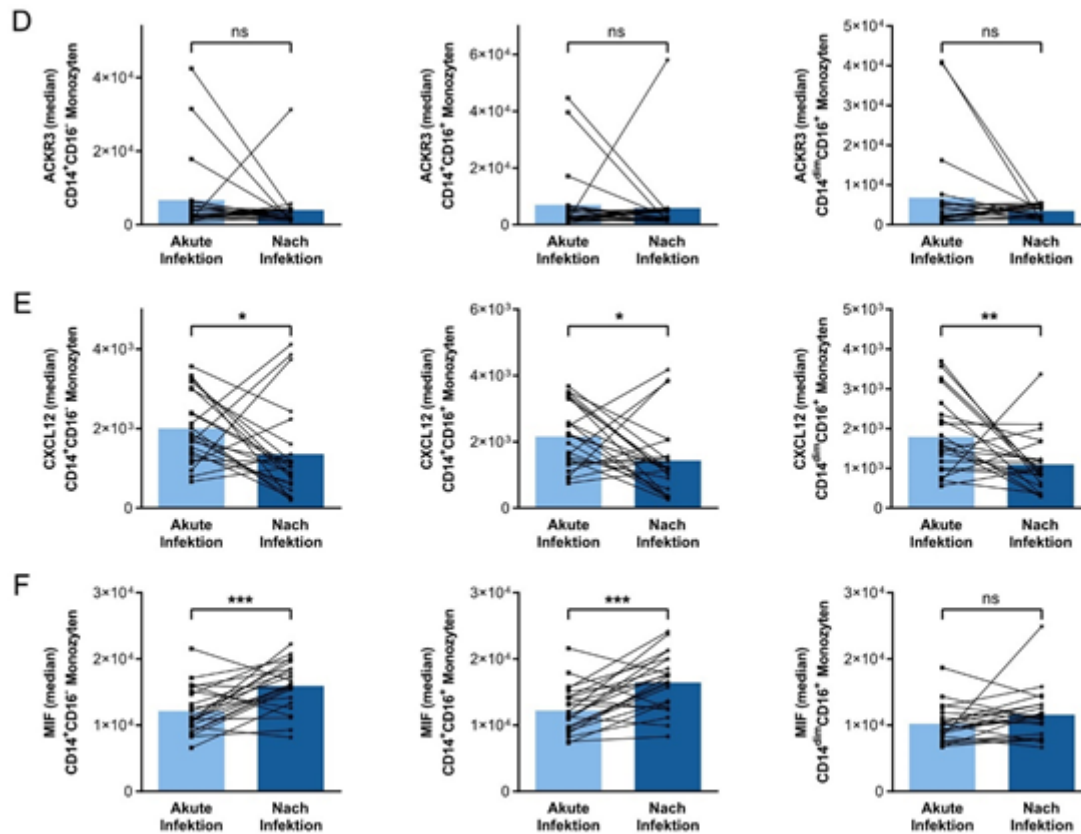 D
ACKR3 (median)
CD14⁺CD16⁻ Monozyten
4×10⁴
2×10⁴
0
ns
Akute Infektion
Nach Infektion
ACKR3 (median)
CD14⁺CD16⁺ Monozyten
6×10⁴
4×10⁴
2×10⁴
0
ns
Akute Infektion
Nach Infektion
ACKR3 (median)
CD14ᵈⁱᵐCD16⁺ Monozyten
5×10⁴
4×10⁴
3×10⁴
2×10⁴
1×10⁴
0
ns
Akute Infektion
Nach Infektion
E
CXCL12 (median)
CD14⁺CD16⁻ Monozyten
4×10³
2×10³
0
*
Akute Infektion
Nach Infektion
CXCL12 (median)
CD14⁺CD16⁺ Monozyten
6×10³
4×10³
2×10³
0
*
Akute Infektion
Nach Infektion
CXCL12 (median)
CD14ᵈⁱᵐCD16⁺ Monozyten
5×10³
4×10³
3×10³
2×10³
1×10³
0
**
Akute Infektion
Nach Infektion
F
MIF (median)
CD14⁺CD16⁻ Monozyten
3×10⁴
2×10⁴
1×10⁴
0
***
Akute Infektion
Nach Infektion
MIF (median)
CD14⁺CD16⁺ Monozyten
3×10⁴
2×10⁴
1×10⁴
0
***
Akute Infektion
Nach Infektion
MIF (median)
CD14ᵈⁱᵐCD16⁺ Monozyten
3×10⁴
2×10⁴
1×10⁴
0
ns
Akute Infektion
Nach Infektion